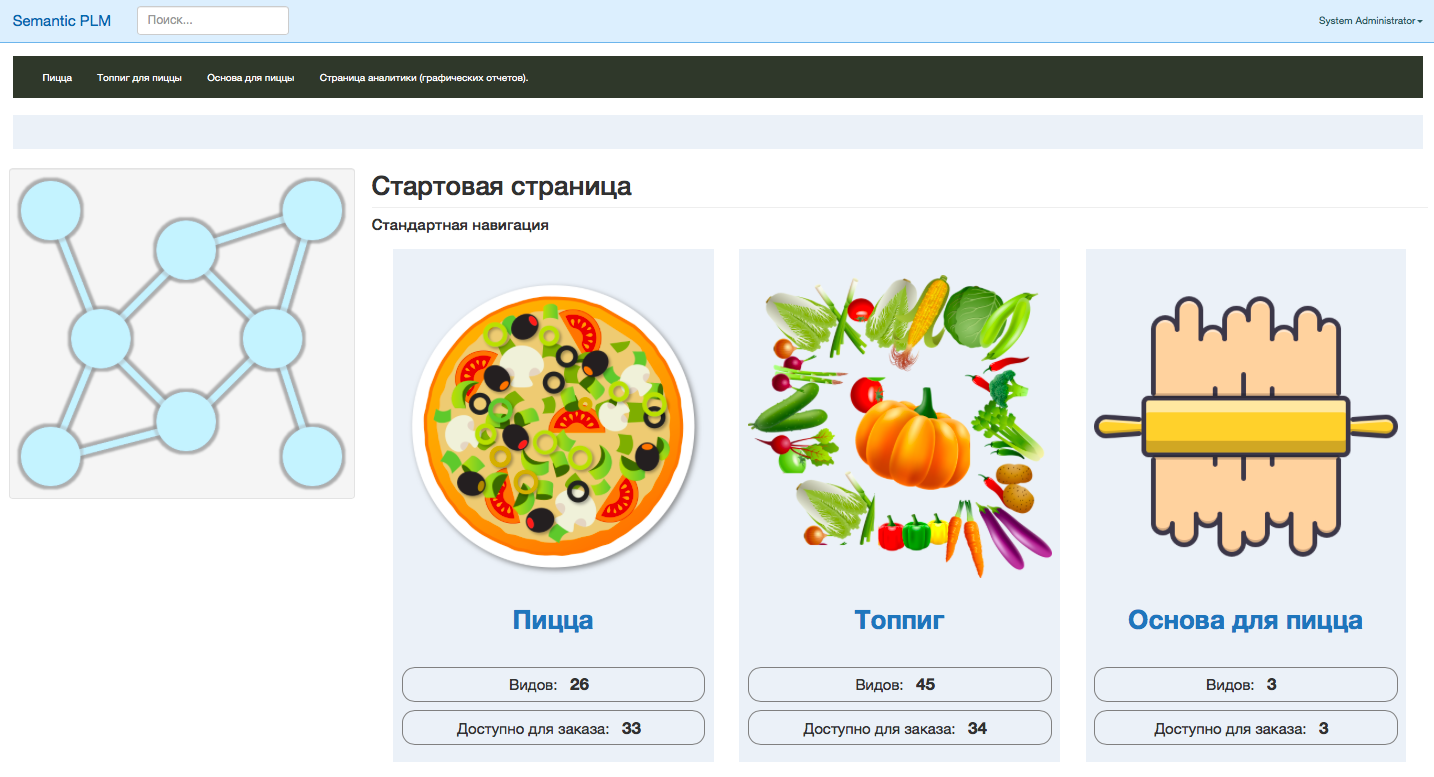 Semantic PLM
Поиск...
System Administrator
Пицца
Топпиг для пиццы
Основа для пиццы
Страница аналитики (графических отчетов).
Стартовая страница
Стандартная навигация
Пицца
Видов: 26
Доступно для заказа: 33
Топпиг
Видов: 45
Доступно для заказа: 34
Основа для пицца
Видов: 3
Доступно для заказа: 3